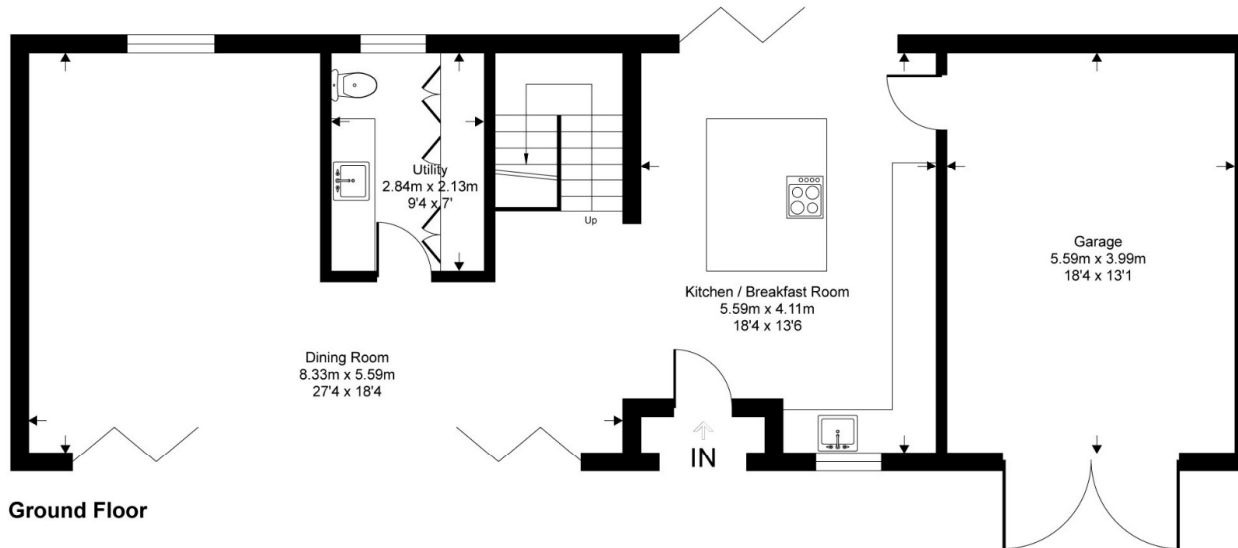 Utility
2.84m x 2.13m
9'4 x 7'
Up
Garage
5.59m x 3.99m
18'4 x 13'1
Kitchen / Breakfast Room
5.59m x 4.11m
18'4 x 13'6
Dining Room
8.33m x 5.59m
27'4 x 18'4
IN
Ground Floor